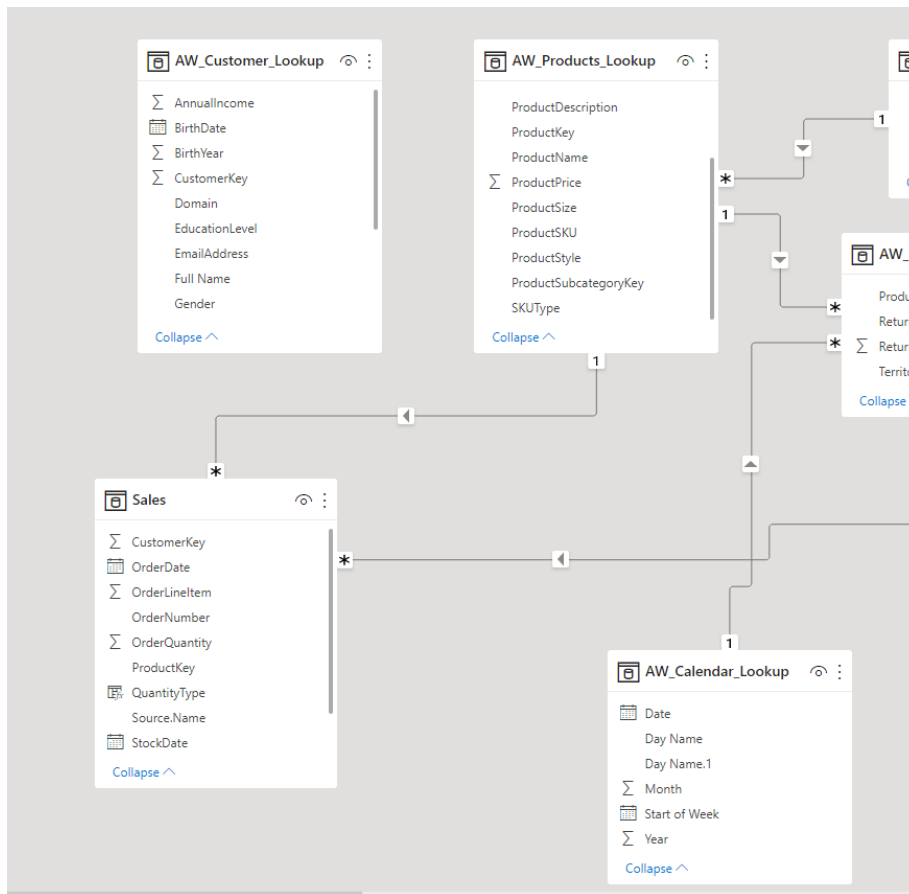 AW_Customer_Lookup
AnnualIncome
BirthDate
BirthYear
CustomerKey
Domain
EducationLevel
EmailAddress
Full Name
Gender
Collapse
AW_Products_Lookup
ProductDescription
ProductKey
ProductName
ProductPrice
ProductSize
ProductSKU
ProductStyle
ProductSubcategoryKey
SKUType
Collapse
1
*
1
*
*
AW_
Produ
Retur
Retur
Territo
Collapse
1
*
Sales
CustomerKey
OrderDate
OrderLineItem
OrderNumber
OrderQuantity
ProductKey
QuantityType
Source.Name
StockDate
Collapse
*
1
AW_Calendar_Lookup
Date
Day Name
Day Name.1
Month
Start of Week
Year
Collapse